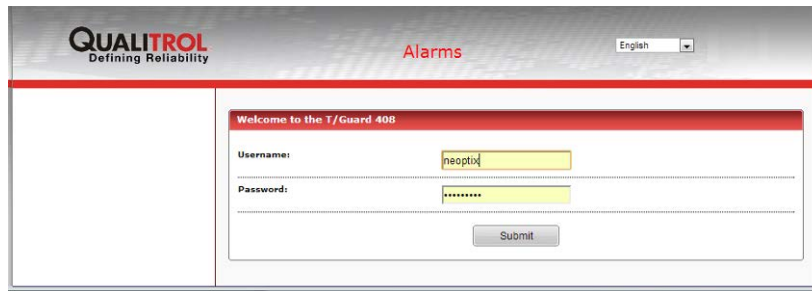 QUALITROL
Defining Reliability
Alarms
English
Welcome to the T/Guard 408
Username:
neoptix
Password:
•••••••••
Submit